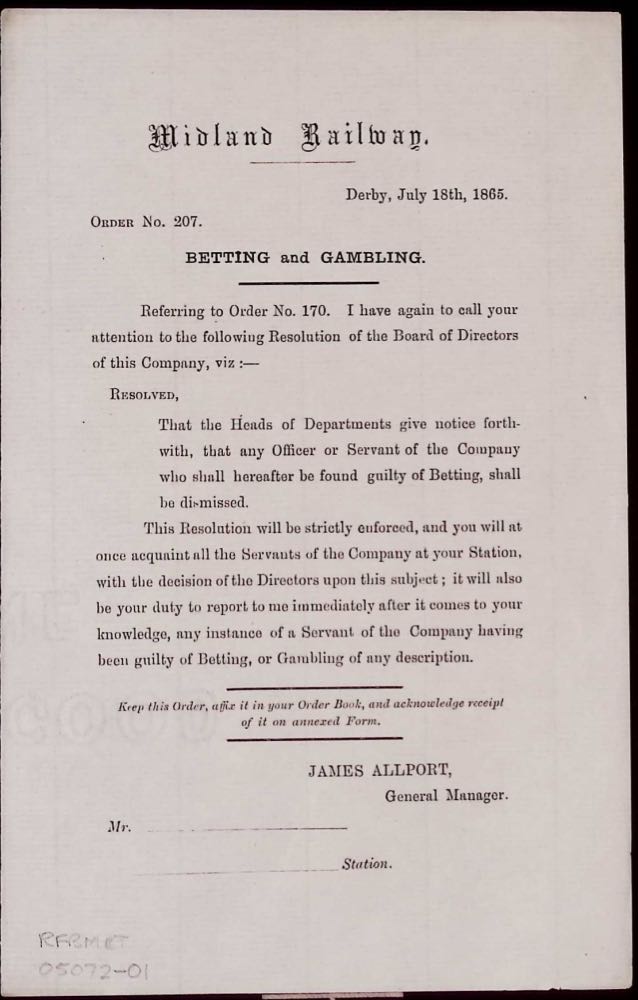 Midland Railway.
Derby, July 18th, 1865.
ORDER No. 207.
BETTING and GAMBLING.
Referring to Order No. 170. I have again to call your
attention to the following Resolution of the Board of Directors
of this Company, viz :—
RESOLVED,
That the Heads of Departments give notice forth-
with, that any Officer or Servant of the Company
who shall hereafter be found guilty of Betting, shall
be dismissed.
This Resolution will be strictly enforced, and you will at
once acquaint all the Servants of the Company at your Station,
with the decision of the Directors upon this subject ; it will also
be your duty to report to me immediately after it comes to your
knowledge, any instance of a Servant of the Company having
been guilty of Betting, or Gambling of any description.
Keep this Order, affix it in your Order Book, and acknowledge receipt
of it on annexed Form.
JAMES ALLPORT,
General Manager.
Mr.
Station.
05072-01